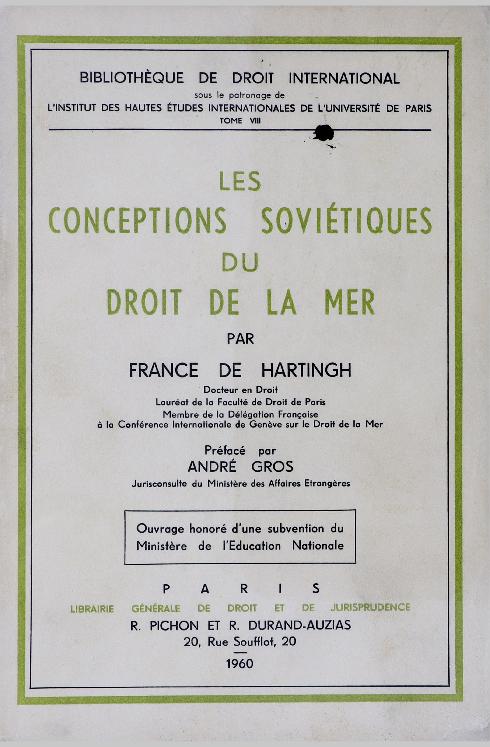 BIBLIOTHÈQUE DE DROIT INTERNATIONAL
sous le patronage de
L'INSTITUT DES HAUTES ÉTUDES INTERNATIONALES DE L'UNIVERSITÉ DE PARIS
TOME VIII
LES
CONCEPTIONS SOVIÉTIQUES
DU
DROIT DE LA MER
PAR
FRANCE DE HARTINGH
Docteur en Droit
Lauréat de la Faculté de Droit de Paris
Membre de la Délégation Française
à la Conférence Internationale de Genève sur le Droit de la Mer
Préfacé par
ANDRÉ GROS
Jurisconsulte du Ministère des Affaires Etrangères
Ouvrage honoré d'une subvention du
Ministère de l'Education Nationale
PARIS
LIBRAIRIE GÉNÉRALE DE DROIT ET DE JURISPRUDENCE
R. PICHON ET R. DURAND-AUZIAS
20, Rue Soufflot, 20
1960